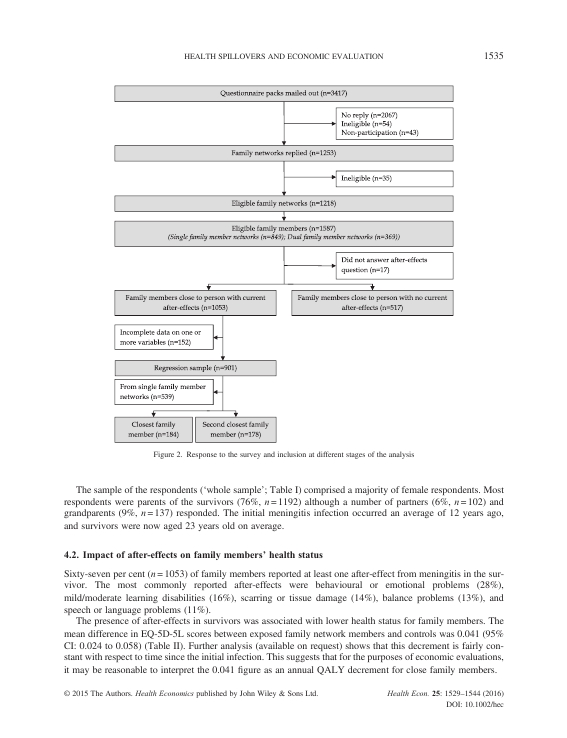 HEALTH SPILLOVERS AND ECONOMIC EVALUATION
1535
Questionnaire packs mailed out (n=3417)
No reply (n=2067)
Ineligible (n=54)
Non-participation (n=43)
Family networks replied (n=1253)
Ineligible (n=35)
Eligible family networks (n=1218)
Eligible family members (n=1587)
(Single family member networks (n=849); Dual family member networks (n=369))
Did not answer after-effects
question (n=17)
Family members close to person with current
after-effects (n=1053)
Family members close to person with no current
after-effects (n=517)
Incomplete data on one or
more variables (n=152)
Regression sample (n=901)
From single family member
networks (n=539)
Closest family
member (n=184)
Second closest family
member (n=178)
Figure 2. Response to the survey and inclusion at different stages of the analysis
The sample of the respondents (‘whole sample’; Table I) comprised a majority of female respondents. Most
respondents were parents of the survivors (76%, n = 1192) although a number of partners (6%, n = 102) and
grandparents (9%, n = 137) responded. The initial meningitis infection occurred an average of 12 years ago,
and survivors were now aged 23 years old on average.
4.2. Impact of after-effects on family members’ health status
Sixty-seven per cent (n = 1053) of family members reported at least one after-effect from meningitis in the sur-
vivor. The most commonly reported after-effects were behavioural or emotional problems (28%),
mild/moderate learning disabilities (16%), scarring or tissue damage (14%), balance problems (13%), and
speech or language problems (11%).
The presence of after-effects in survivors was associated with lower health status for family members. The
mean difference in EQ-5D-5L scores between exposed family network members and controls was 0.041 (95%
CI: 0.024 to 0.058) (Table II). Further analysis (available on request) shows that this decrement is fairly con-
stant with respect to time since the initial infection. This suggests that for the purposes of economic evaluations,
it may be reasonable to interpret the 0.041 figure as an annual QALY decrement for close family members.
© 2015 The Authors. Health Economics published by John Wiley & Sons Ltd.
Health Econ. 25: 1529–1544 (2016)
DOI: 10.1002/hec